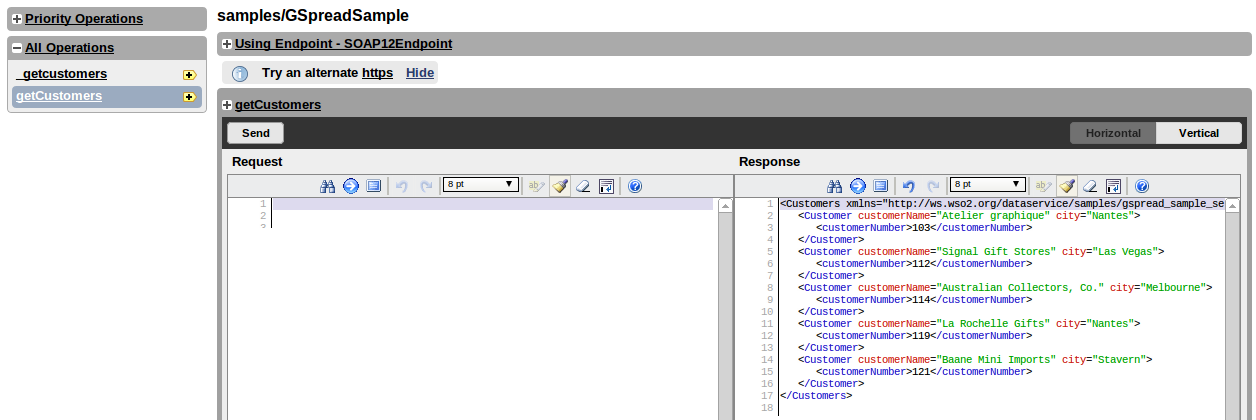 Priority Operations
All Operations
_getcustomers
getCustomers
samples/GSpreadSample
Using Endpoint - SOAP12Endpoint
Try an alternate https Hide
getCustomers
Send
Horizontal Vertical
Request
8 pt
ab
1
2
3
Response
8 pt
ab
1 <Customers xmlns="http://ws.wso2.org/dataservice/samples/gspread_sample_se
2 <Customer customerName="Atelier graphique" city="Nantes">
3 <customerNumber>103</customerNumber>
4 </Customer>
5 <Customer customerName="Signal Gift Stores" city="Las Vegas">
6 <customerNumber>112</customerNumber>
7 </Customer>
8 <Customer customerName="Australian Collectors, Co." city="Melbourne">
9 <customerNumber>114</customerNumber>
10 </Customer>
11 <Customer customerName="La Rochelle Gifts" city="Nantes">
12 <customerNumber>119</customerNumber>
13 </Customer>
14 <Customer customerName="Baane Mini Imports" city="Stavern">
15 <customerNumber>121</customerNumber>
16 </Customer>
17 </Customers>
18